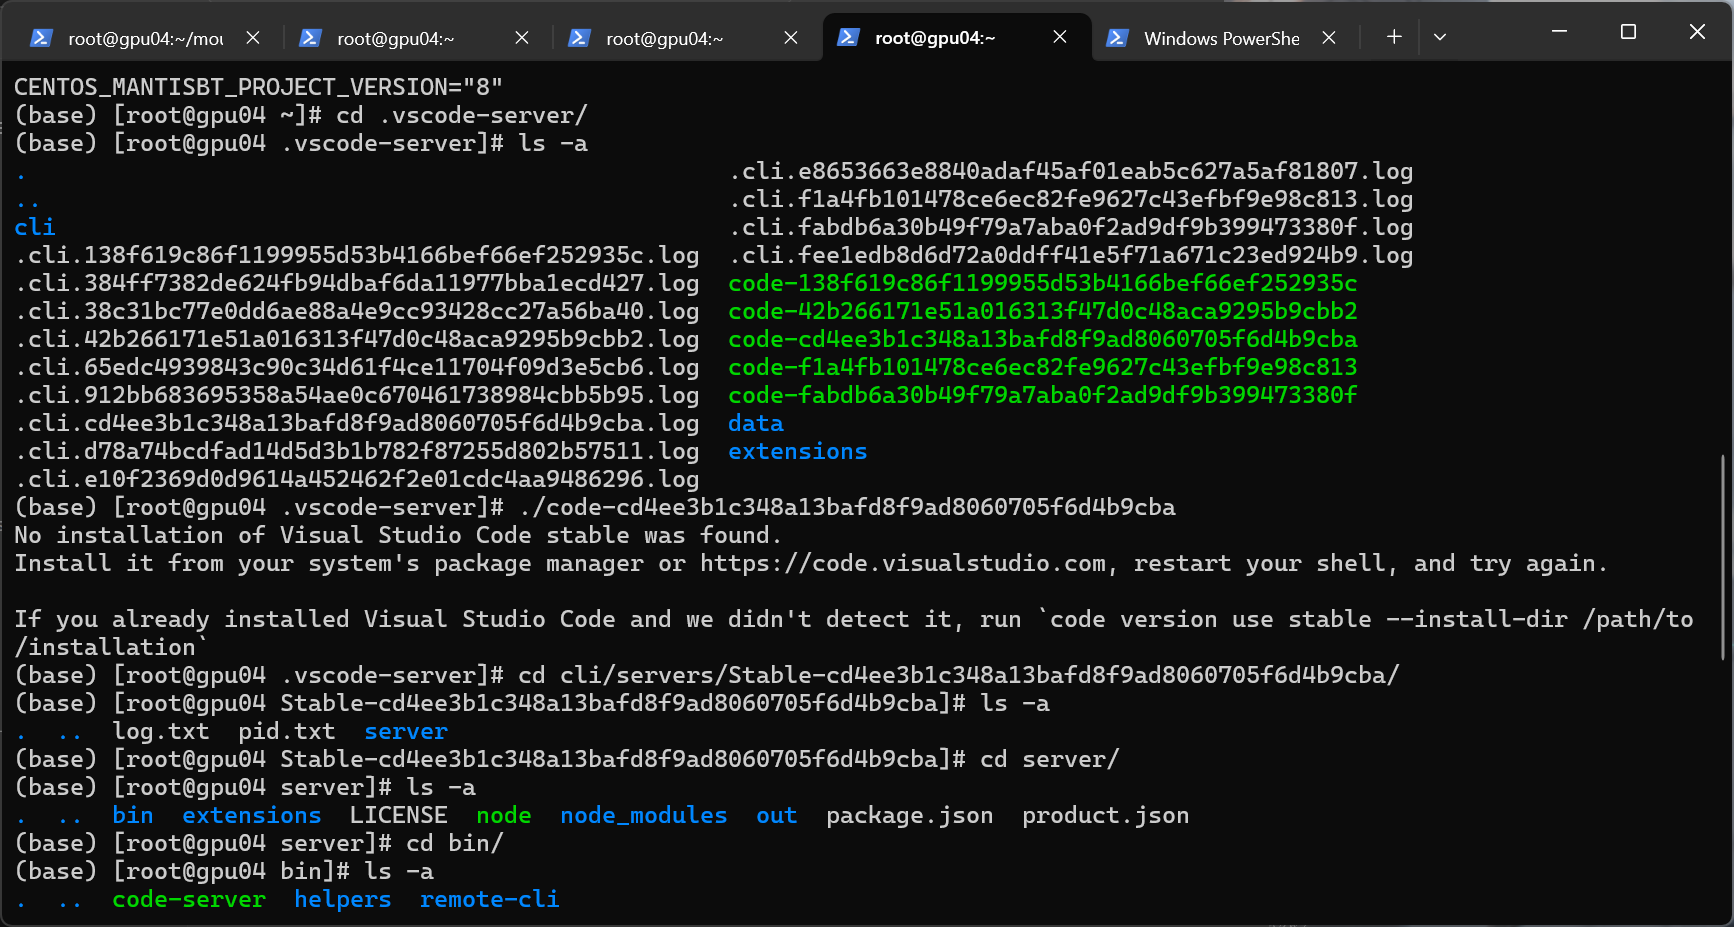 root@gpu04:~/mou
root@gpu04:~
root@gpu04:~
root@gpu04:~
Windows PowerShe
CENTOS_MANTISBT_PROJECT_VERSION="8"
(base) [root@gpu04 ~]# cd .vscode-server/
(base) [root@gpu04 .vscode-server]# ls -a
. .cli.e8653663e8840adaf45af01eab5c627a5af81807.log
.. .cli.f1a4fb101478ce6ec82fe9627c43efbf9e98c813.log
cli .cli.fabdb6a30b49f79a7aba0f2ad9df9b399473380f.log
.cli.138f619c86f1199955d53b4166bef66ef252935c.log .cli.fee1edb8d6d72a0ddff41e5f71a671c23ed924b9.log
.cli.384ff7382de624fb94dbaf6da11977bba1ecd427.log code-138f619c86f1199955d53b4166bef66ef252935c
.cli.38c31bc77e0dd6ae88a4e9cc93428cc27a56ba40.log code-42b266171e51a016313f47d0c48aca9295b9cbb2
.cli.42b266171e51a016313f47d0c48aca9295b9cbb2.log code-cd4ee3b1c348a13bafd8f9ad8060705f6d4b9cba
.cli.65edc4939843c90c34d61f4ce11704f09d3e5cb6.log code-f1a4fb101478ce6ec82fe9627c43efbf9e98c813
.cli.912bb683695358a54ae0c670461738984cbb5b95.log code-fabdb6a30b49f79a7aba0f2ad9df9b399473380f
.cli.cd4ee3b1c348a13bafd8f9ad8060705f6d4b9cba.log data
.cli.d78a74bcdfad14d5d3b1b782f87255d802b57511.log extensions
.cli.e10f2369d0d9614a452462f2e01cdc4aa9486296.log
(base) [root@gpu04 .vscode-server]# ./code-cd4ee3b1c348a13bafd8f9ad8060705f6d4b9cba
No installation of Visual Studio Code stable was found.
Install it from your system's package manager or https://code.visualstudio.com, restart your shell, and try again.
If you already installed Visual Studio Code and we didn't detect it, run `code version use stable --install-dir /path/to
/installation`
(base) [root@gpu04 .vscode-server]# cd cli/servers/Stable-cd4ee3b1c348a13bafd8f9ad8060705f6d4b9cba/
(base) [root@gpu04 Stable-cd4ee3b1c348a13bafd8f9ad8060705f6d4b9cba]# ls -a
. .. log.txt pid.txt server
(base) [root@gpu04 Stable-cd4ee3b1c348a13bafd8f9ad8060705f6d4b9cba]# cd server/
(base) [root@gpu04 server]# ls -a
. .. bin extensions LICENSE node node_modules out package.json product.json
(base) [root@gpu04 server]# cd bin/
(base) [root@gpu04 bin]# ls -a
. .. code-server helpers remote-cli